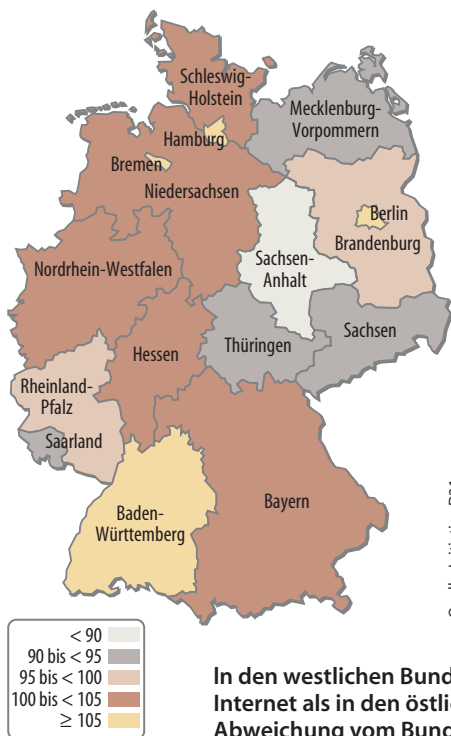 Schleswig-
Holstein
Mecklenburg-
Vorpommern
Hamburg
Bremen
Niedersachsen
Berlin
Brandenburg
Sachsen-
Anhalt
Nordrhein-Westfalen
Sachsen
Thüringen
Hessen
Rheinland-
Pfalz
Saarland
Bayern
Baden-
Württemberg
< 90
90 bis < 95
95 bis < 100
100 bis < 105
≥ 105
In den westlichen Bund
Internet als in den östli
Abweichung vom Bund